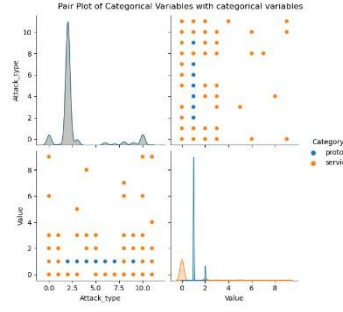 Pair Plot of Categorical Variables with categorical variables
Attack_type
10
8
6
4
2
0
Category
proto
servic
Value
8
6
4
2
0
0.0 2.5 5.0 7.5 10.0
Attack_type
0 2 4 6 8
Value